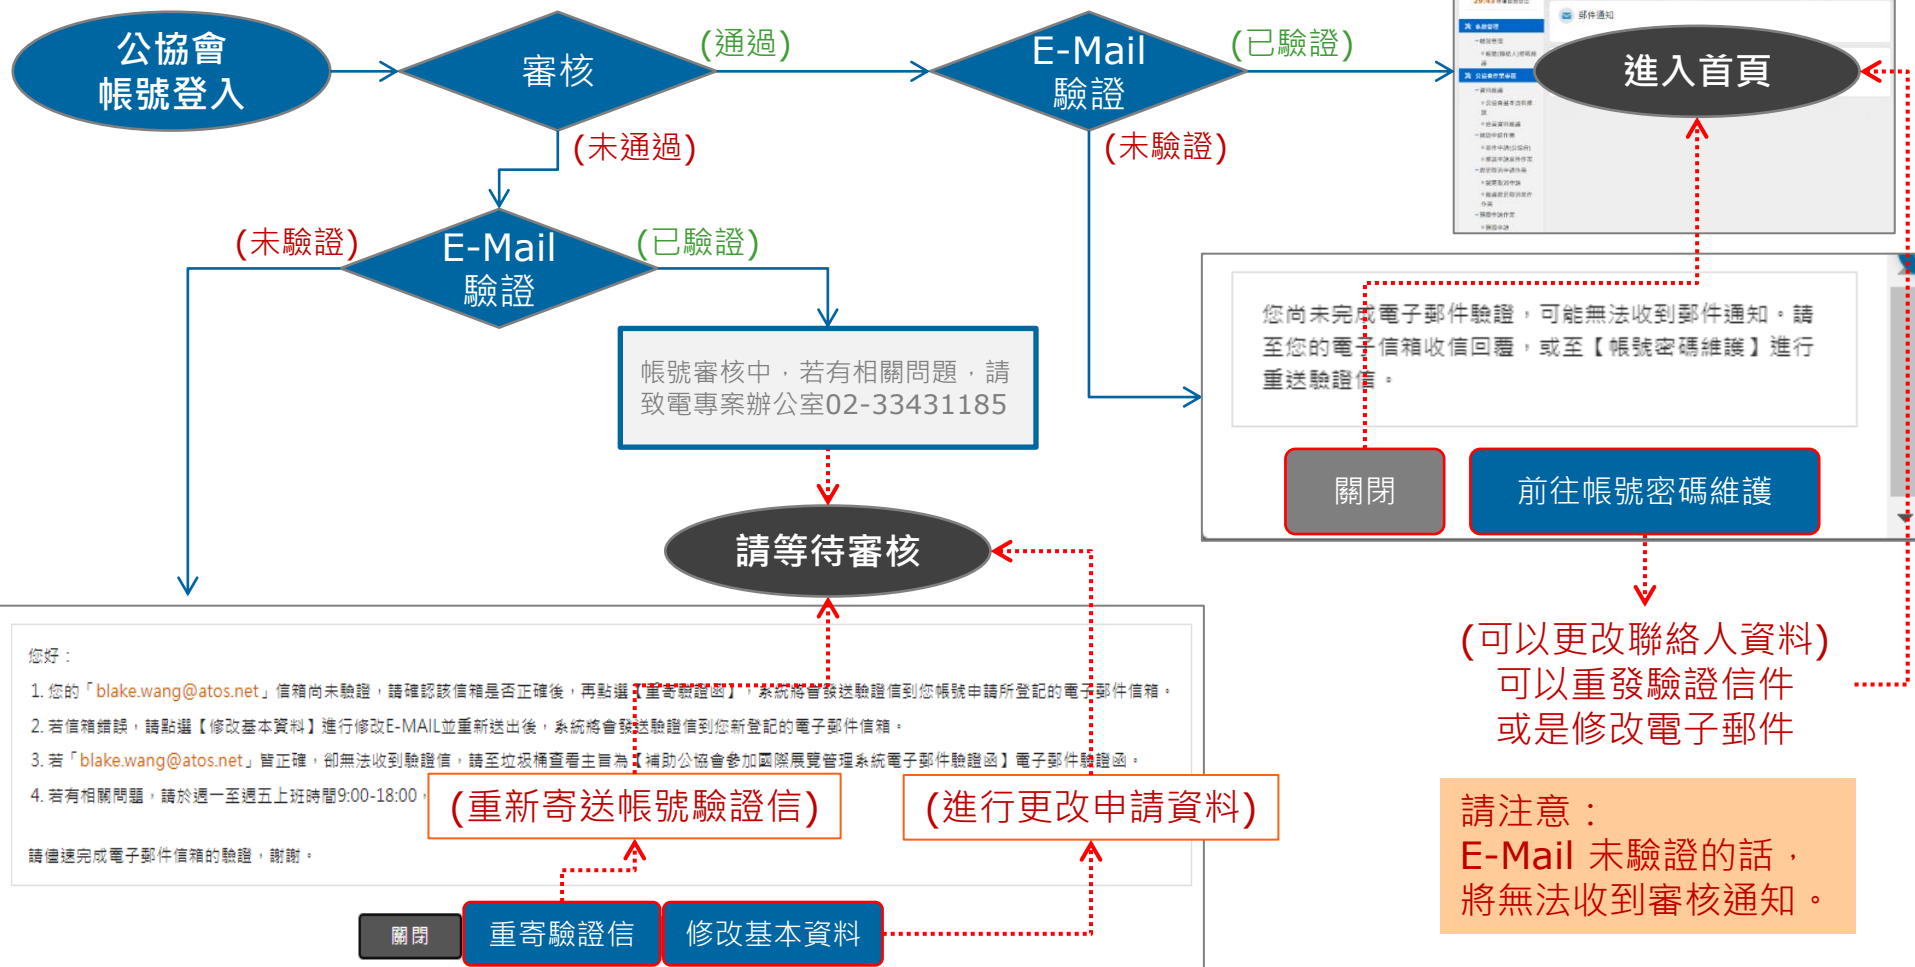 公協會
帳號登入
審核
(通過)
E-Mail
驗證
(已驗證)
郵件通知
進入首頁
(未通過)
(未驗證)
(未驗證)
E-Mail
驗證
(已驗證)
帳號審核中，若有相關問題，請
致電專案辦公室02-33431185
您尚未完成電子郵件驗證，可能無法收到郵件通知。請
至您的電子信箱收信回覆，或至【帳號密碼維護】進行
重送驗證信。
關閉
前往帳號密碼維護
請等待審核
(可以更改聯絡人資料)
可以重發驗證信件
或是修改電子郵件
您好：
1. 您的「blake.wang@atos.net」信箱尚未驗證，請確認該信箱是否正確後，再點選【重寄驗證函】，系統將會發送驗證信到您帳號申請所登記的電子郵件信箱。
2. 若信箱錯誤，請點選【修改基本資料】進行修改E-MAIL並重新送出後，系統將會發送驗證信到您新登記的電子郵件信箱。
3. 若「blake.wang@atos.net」皆正確，卻無法收到驗證信，請至垃圾桶查看主旨為【補助公協會參加國際展覽管理系統電子郵件驗證函】電子郵件驗證函。
4. 若有相關問題，請於週一至週五上班時間9:00-18:00，
(重新寄送帳號驗證信)
(進行更改申請資料)
請儘速完成電子郵件信箱的驗證，謝謝。
關閉
重寄驗證信
修改基本資料
請注意：
E-Mail 未驗證的話，
將無法收到審核通知。